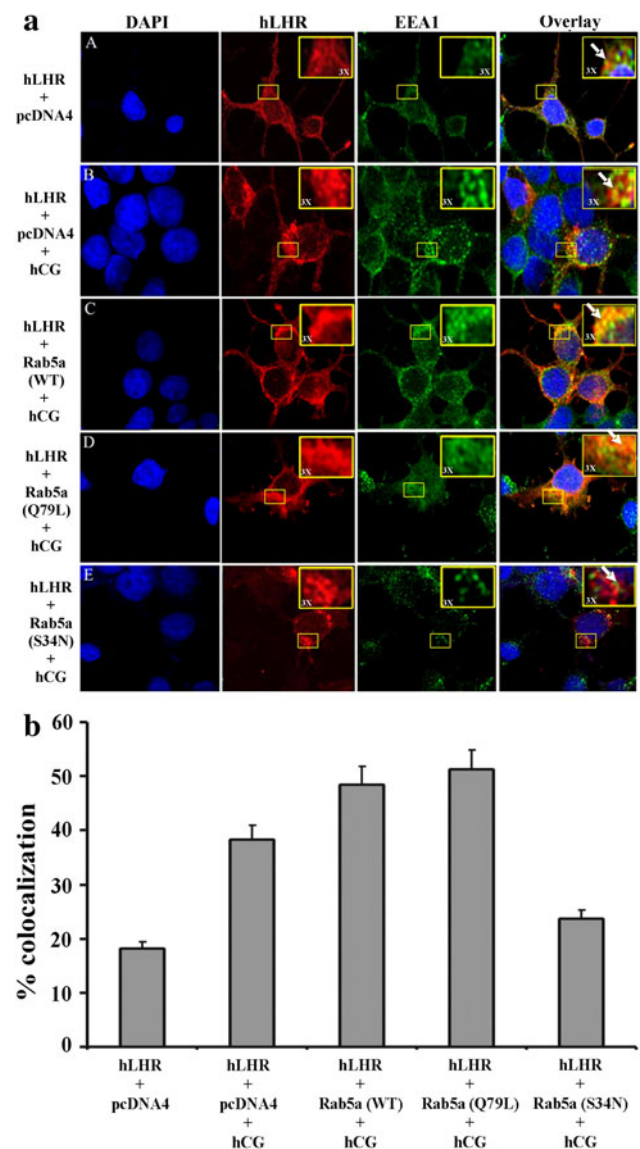 a
DAPI hLHR EEA1 Overlay
hLHR
+
pcDNA4
A
3X 3X 3X
hLHR
+
pcDNA4
+
hCG
B
3X 3X 3X
hLHR
+
Rab5a
(WT)
+
hCG
C
3X 3X 3X
hLHR
+
Rab5a
(Q79L)
+
hCG
D
3X 3X 3X
hLHR
+
Rab5a
(S34N)
+
hCG
E
3X 3X 3X
b
% colocalization
60
50
40
30
20
10
0
hLHR
+
pcDNA4
hLHR
+
pcDNA4
+
hCG
hLHR
+
Rab5a (WT)
+
hCG
hLHR
+
Rab5a (Q79L)
+
hCG
hLHR
+
Rab5a (S34N)
+
hCG